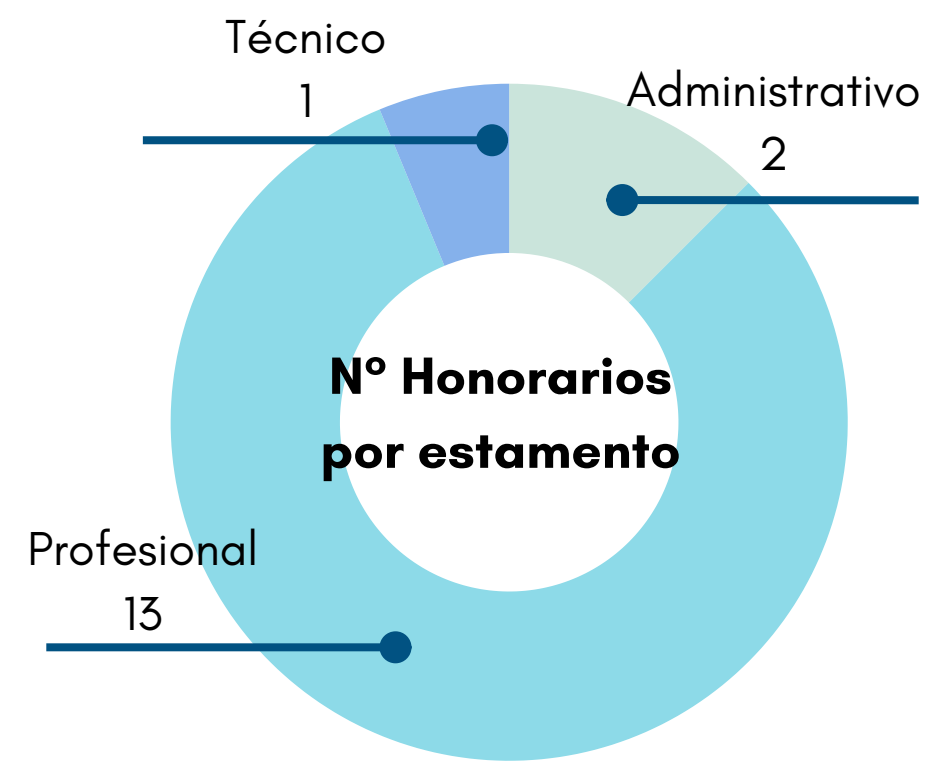 Técnico
1
Administrativo
2
Nº Honorarios
por estamento
Profesional
13